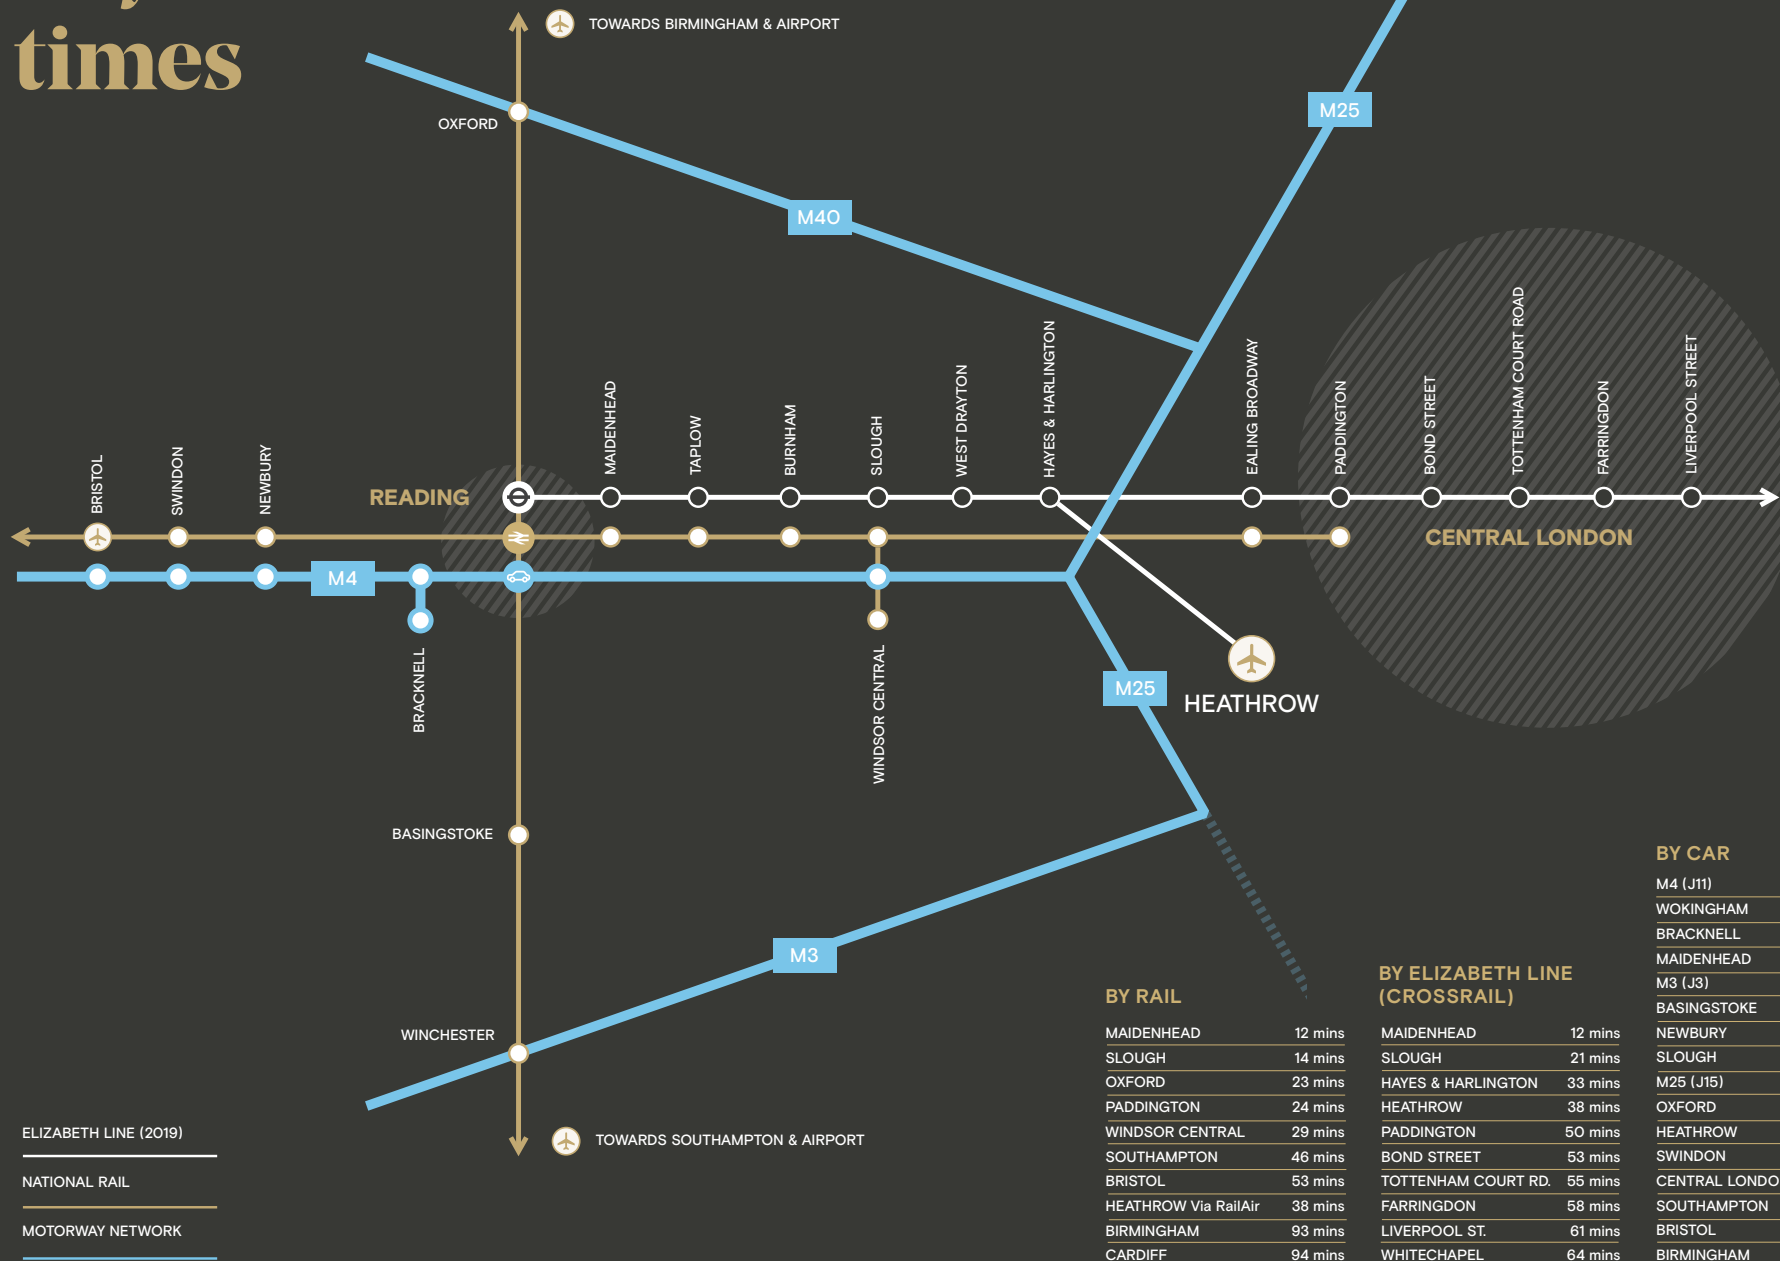 times
TOWARDS BIRMINGHAM & AIRPORT
M25
OXFORD
M40
BRISTOL
SWINDON
NEWBURY
READING
MAIDENHEAD
TAPLOW
BURNHAM
SLOUGH
WEST DRAYTON
HAYES & HARLINGTON
EALING BROADWAY
PADDINGTON
BOND STREET
TOTTENHAM COURT ROAD
FARRINGDON
LIVERPOOL STREET
CENTRAL LONDON
M4
BRACKNELL
WINDSOR CENTRAL
M25
HEATHROW
BASINGSTOKE
M3
WINCHESTER
TOWARDS SOUTHAMPTON & AIRPORT
ELIZABETH LINE (2019)
NATIONAL RAIL
MOTORWAY NETWORK
BY RAIL
MAIDENHEAD 12 mins
SLOUGH 14 mins
OXFORD 23 mins
PADDINGTON 24 mins
WINDSOR CENTRAL 29 mins
SOUTHAMPTON 46 mins
BRISTOL 53 mins
HEATHROW Via RailAir 38 mins
BIRMINGHAM 93 mins
CARDIFF 94 mins
BY ELIZABETH LINE
(CROSSRAIL)
MAIDENHEAD 12 mins
SLOUGH 21 mins
HAYES & HARLINGTON 33 mins
HEATHROW 38 mins
PADDINGTON 50 mins
BOND STREET 53 mins
TOTTENHAM COURT RD. 55 mins
FARRINGDON 58 mins
LIVERPOOL ST. 61 mins
WHITECHAPEL 64 mins
BY CAR
M4 (J11)
WOKINGHAM
BRACKNELL
MAIDENHEAD
M3 (J3)
BASINGSTOKE
NEWBURY
SLOUGH
M25 (J15)
OXFORD
HEATHROW
SWINDON
CENTRAL LONDO
SOUTHAMPTON
BRISTOL
BIRMINGHAM